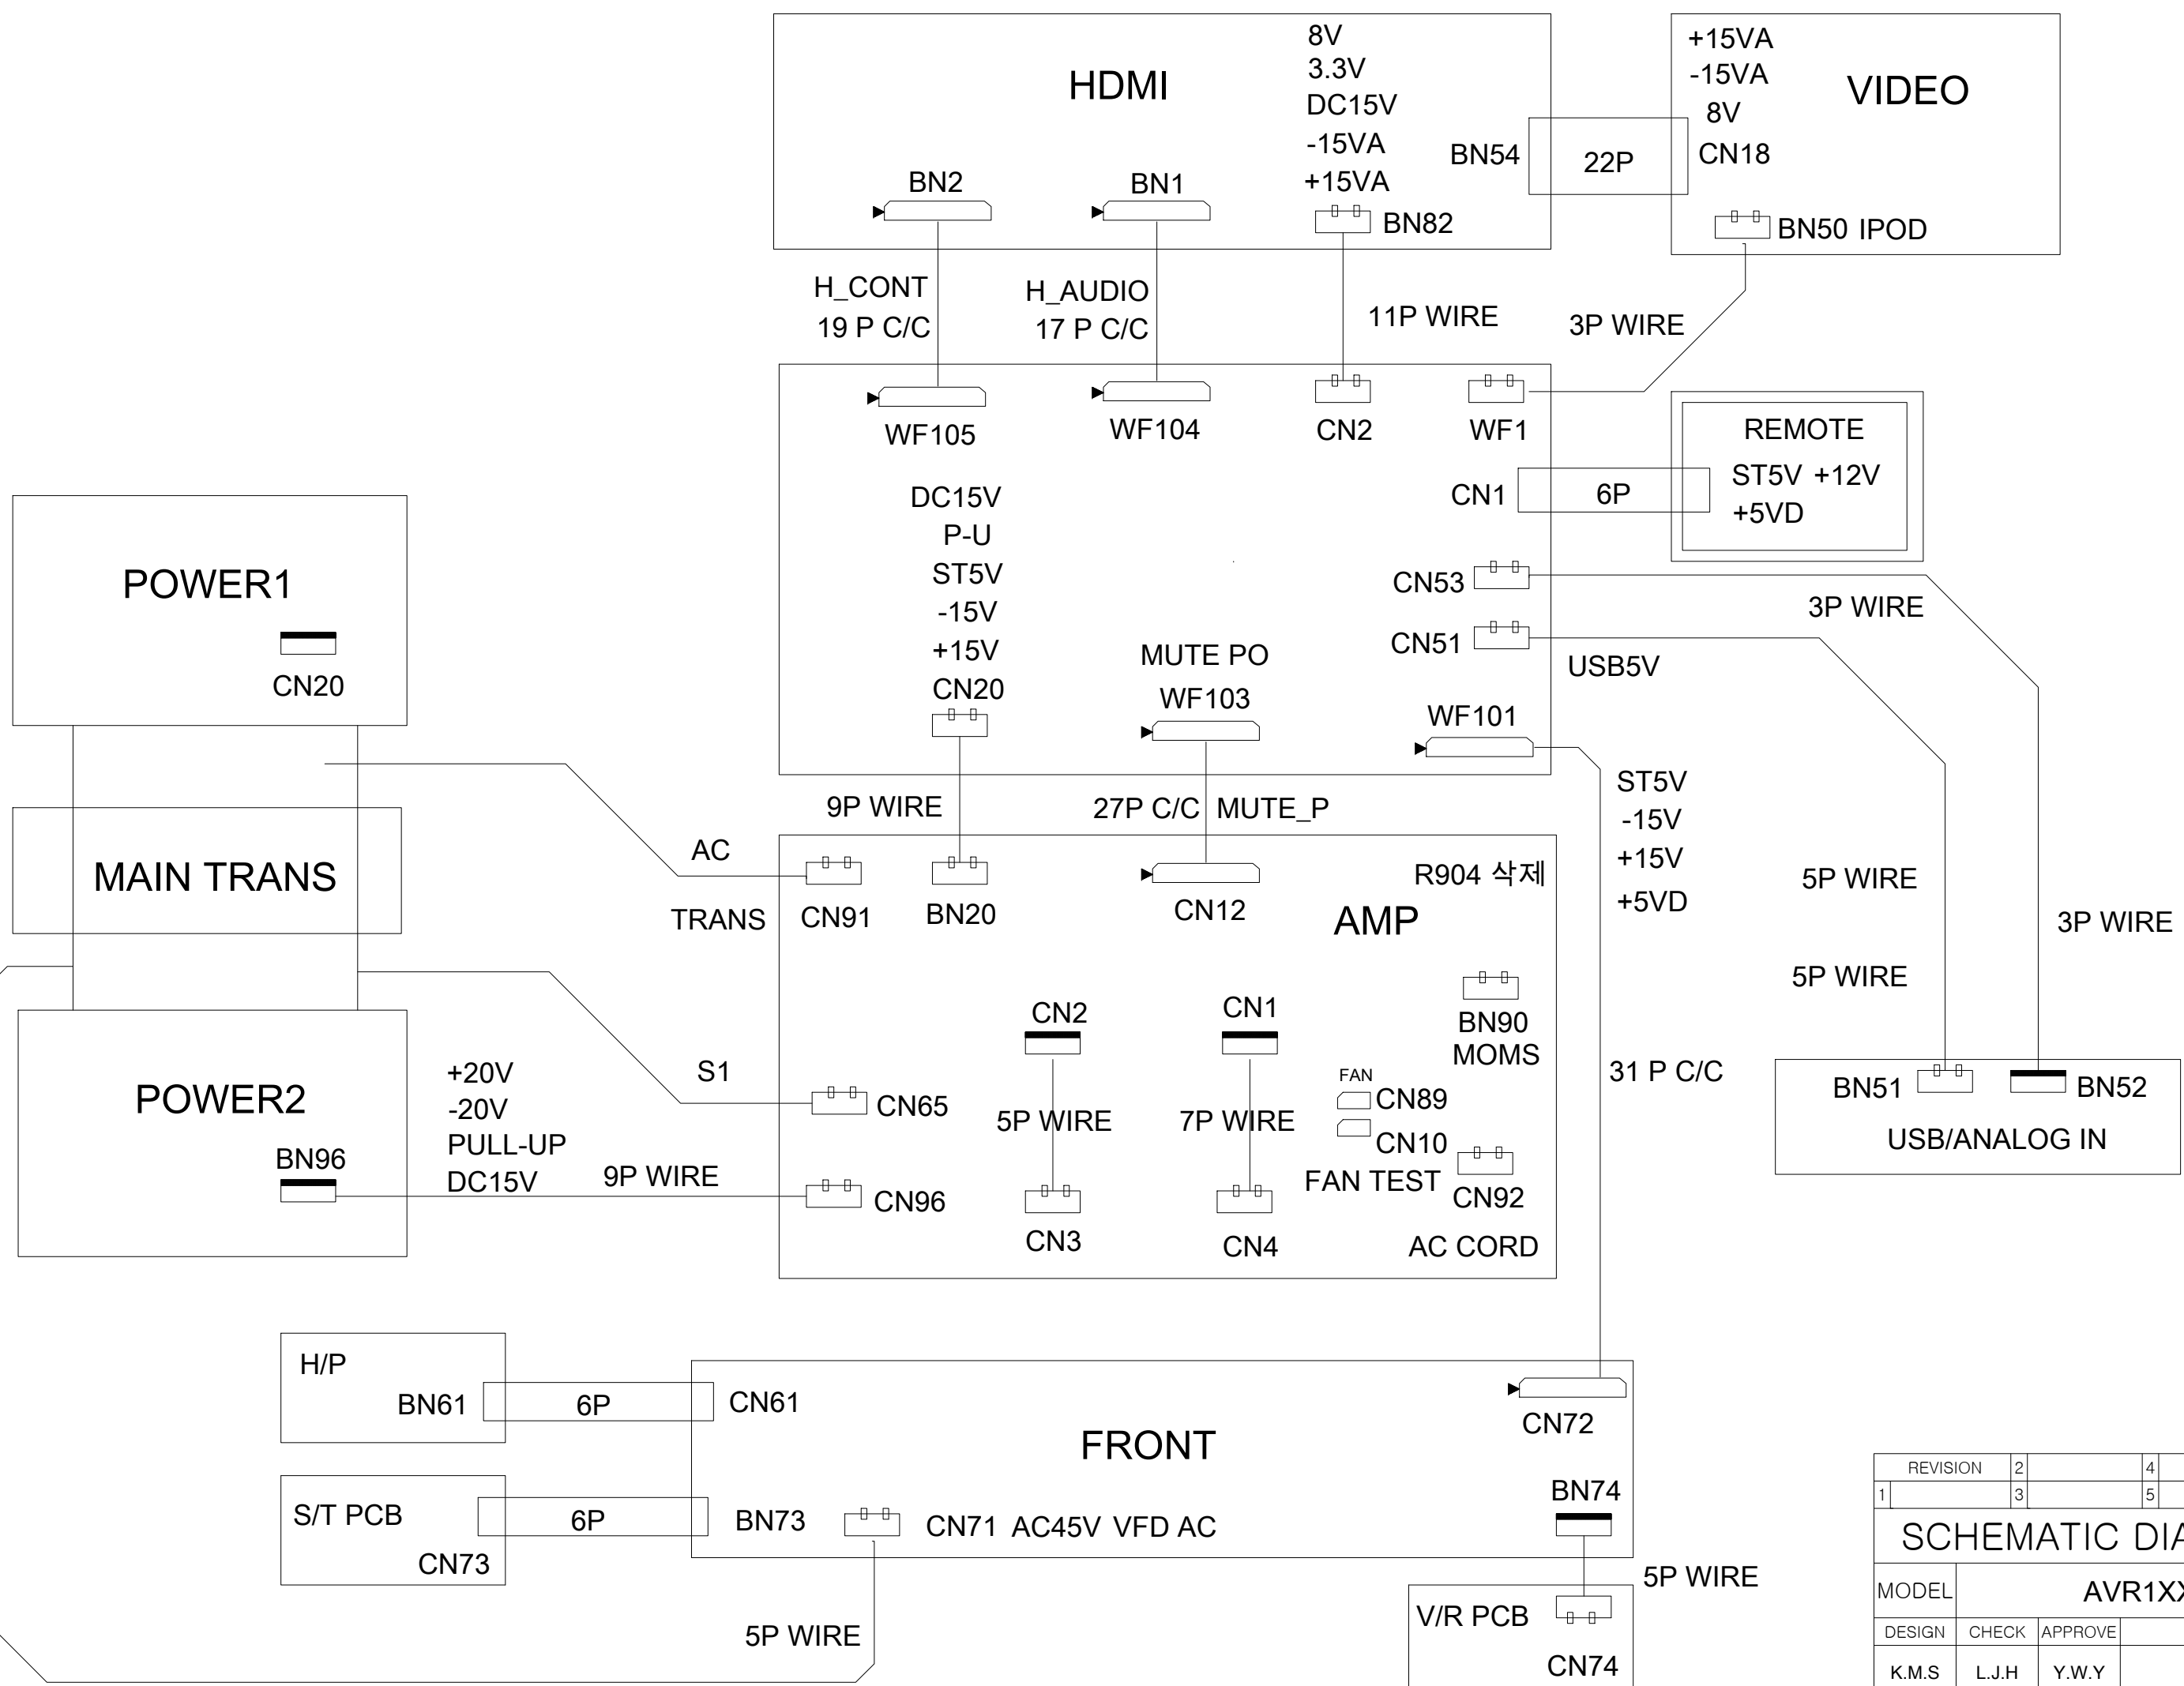 HDMI
8V
3.3V
DC15V
-15VA
+15VA
BN2
BN1
BN82
BN54
22P
+15VA
-15VA
8V
CN18
VIDEO
BN50 IPOD
H_CONT
19 P C/C
H_AUDIO
17 P C/C
11P WIRE
3P WIRE
WF105
WF104
CN2
WF1
CN1
6P
REMOTE
ST5V +12V
+5VD
DC15V
P-U
ST5V
-15V
+15V
CN20
MUTE PO
WF103
CN53
CN51
WF101
3P WIRE
USB5V
POWER1
CN20
MAIN TRANS
POWER2
BN96
AC
TRANS
S1
+20V
-20V
PULL-UP
DC15V
9P WIRE
9P WIRE
27P C/C
MUTE_P
ST5V
-15V
+15V
+5VD
5P WIRE
3P WIRE
5P WIRE
31 P C/C
CN91
BN20
CN12
R904 삭제
AMP
CN2
CN1
BN90
MOMS
FAN
CN89
CN10
FAN TEST
CN92
AC CORD
CN65
CN96
5P WIRE
7P WIRE
CN3
CN4
BN51
BN52
USB/ANALOG IN
H/P
BN61
6P
CN61
FRONT
CN72
S/T PCB
CN73
6P
BN73
CN71 AC45V VFD AC
BN74
5P WIRE
5P WIRE
V/R PCB
CN74
REVISION
2
4
1
3
5
SCHEMATIC DIA
MODEL
AVR1X
DESIGN
CHECK
APPROVE
K.M.S
L.J.H
Y.W.Y